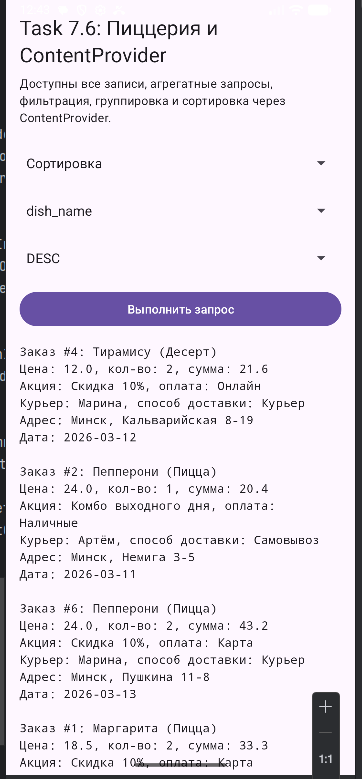 Task 7.6: Пиццерия и
ContentProvider
Доступны все записи, агрегатные запросы,
фильтрация, группировка и сортировка через
ContentProvider.
Сортировка
dish_name
DESC
Выполнить запрос
Заказ #4: Тирамису (Десерт)
Цена: 12.0, кол-во: 2, сумма: 21.6
Акция: Скидка 10%, оплата: Онлайн
Курьер: Марина, способ доставки: Курьер
Адрес: Минск, Кальварийская 8-19
Дата: 2026-03-12
Заказ #2: Пепперони (Пицца)
Цена: 24.0, кол-во: 1, сумма: 20.4
Акция: Комбо выходного дня, оплата:
Наличные
Курьер: Артём, способ доставки: Самовывоз
Адрес: Минск, Немига 3-5
Дата: 2026-03-11
Заказ #6: Пепперони (Пицца)
Цена: 24.0, кол-во: 2, сумма: 43.2
Акция: Скидка 10%, оплата: Карта
Курьер: Марина, способ доставки: Курьер
Адрес: Минск, Пушкина 11-8
Дата: 2026-03-13
Заказ #1: Маргарита (Пицца)
Цена: 18.5, кол-во: 2, сумма: 33.3
Акция: Скидка 10%, оплата: Карта
+
1:1